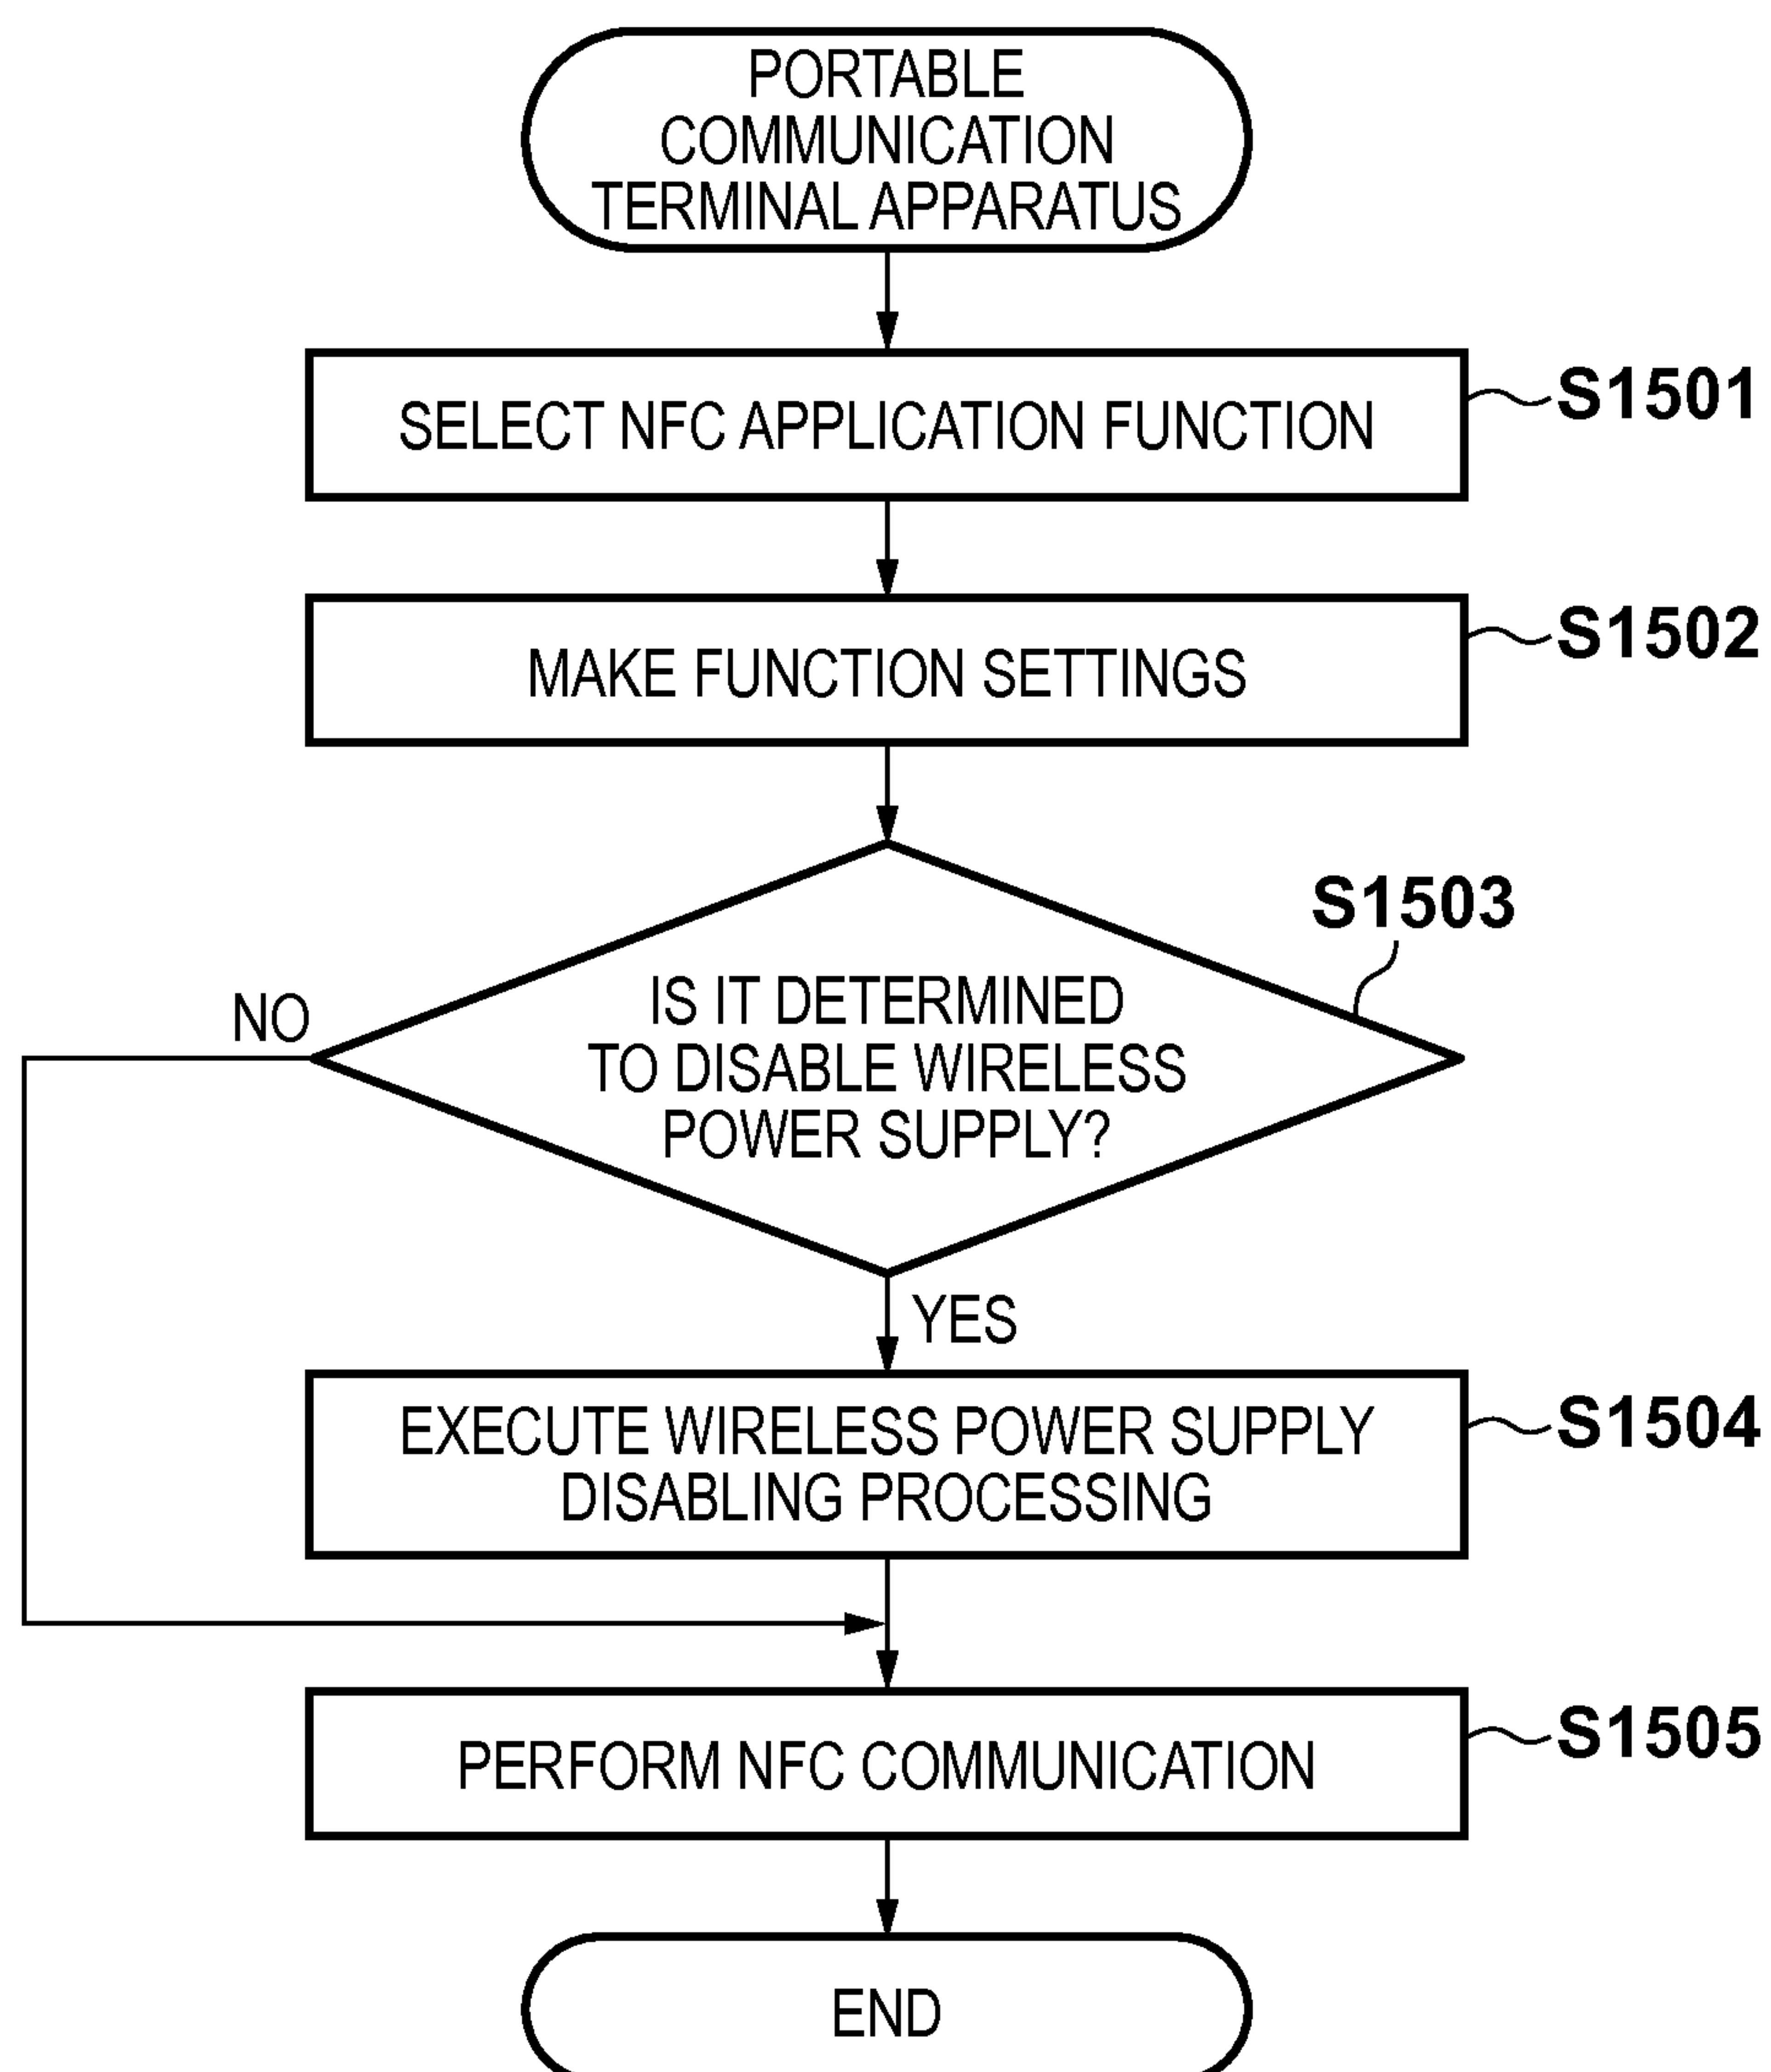 PORTABLE
COMMUNICATION
TERMINAL APPARATUS
SELECT NFC APPLICATION FUNCTION
S1501
MAKE FUNCTION SETTINGS
S1502
S1503
IS IT DETERMINED
TO DISABLE WIRELESS
POWER SUPPLY?
NO
YES
EXECUTE WIRELESS POWER SUPPLY
DISABLING PROCESSING
S1504
PERFORM NFC COMMUNICATION
S1505
END